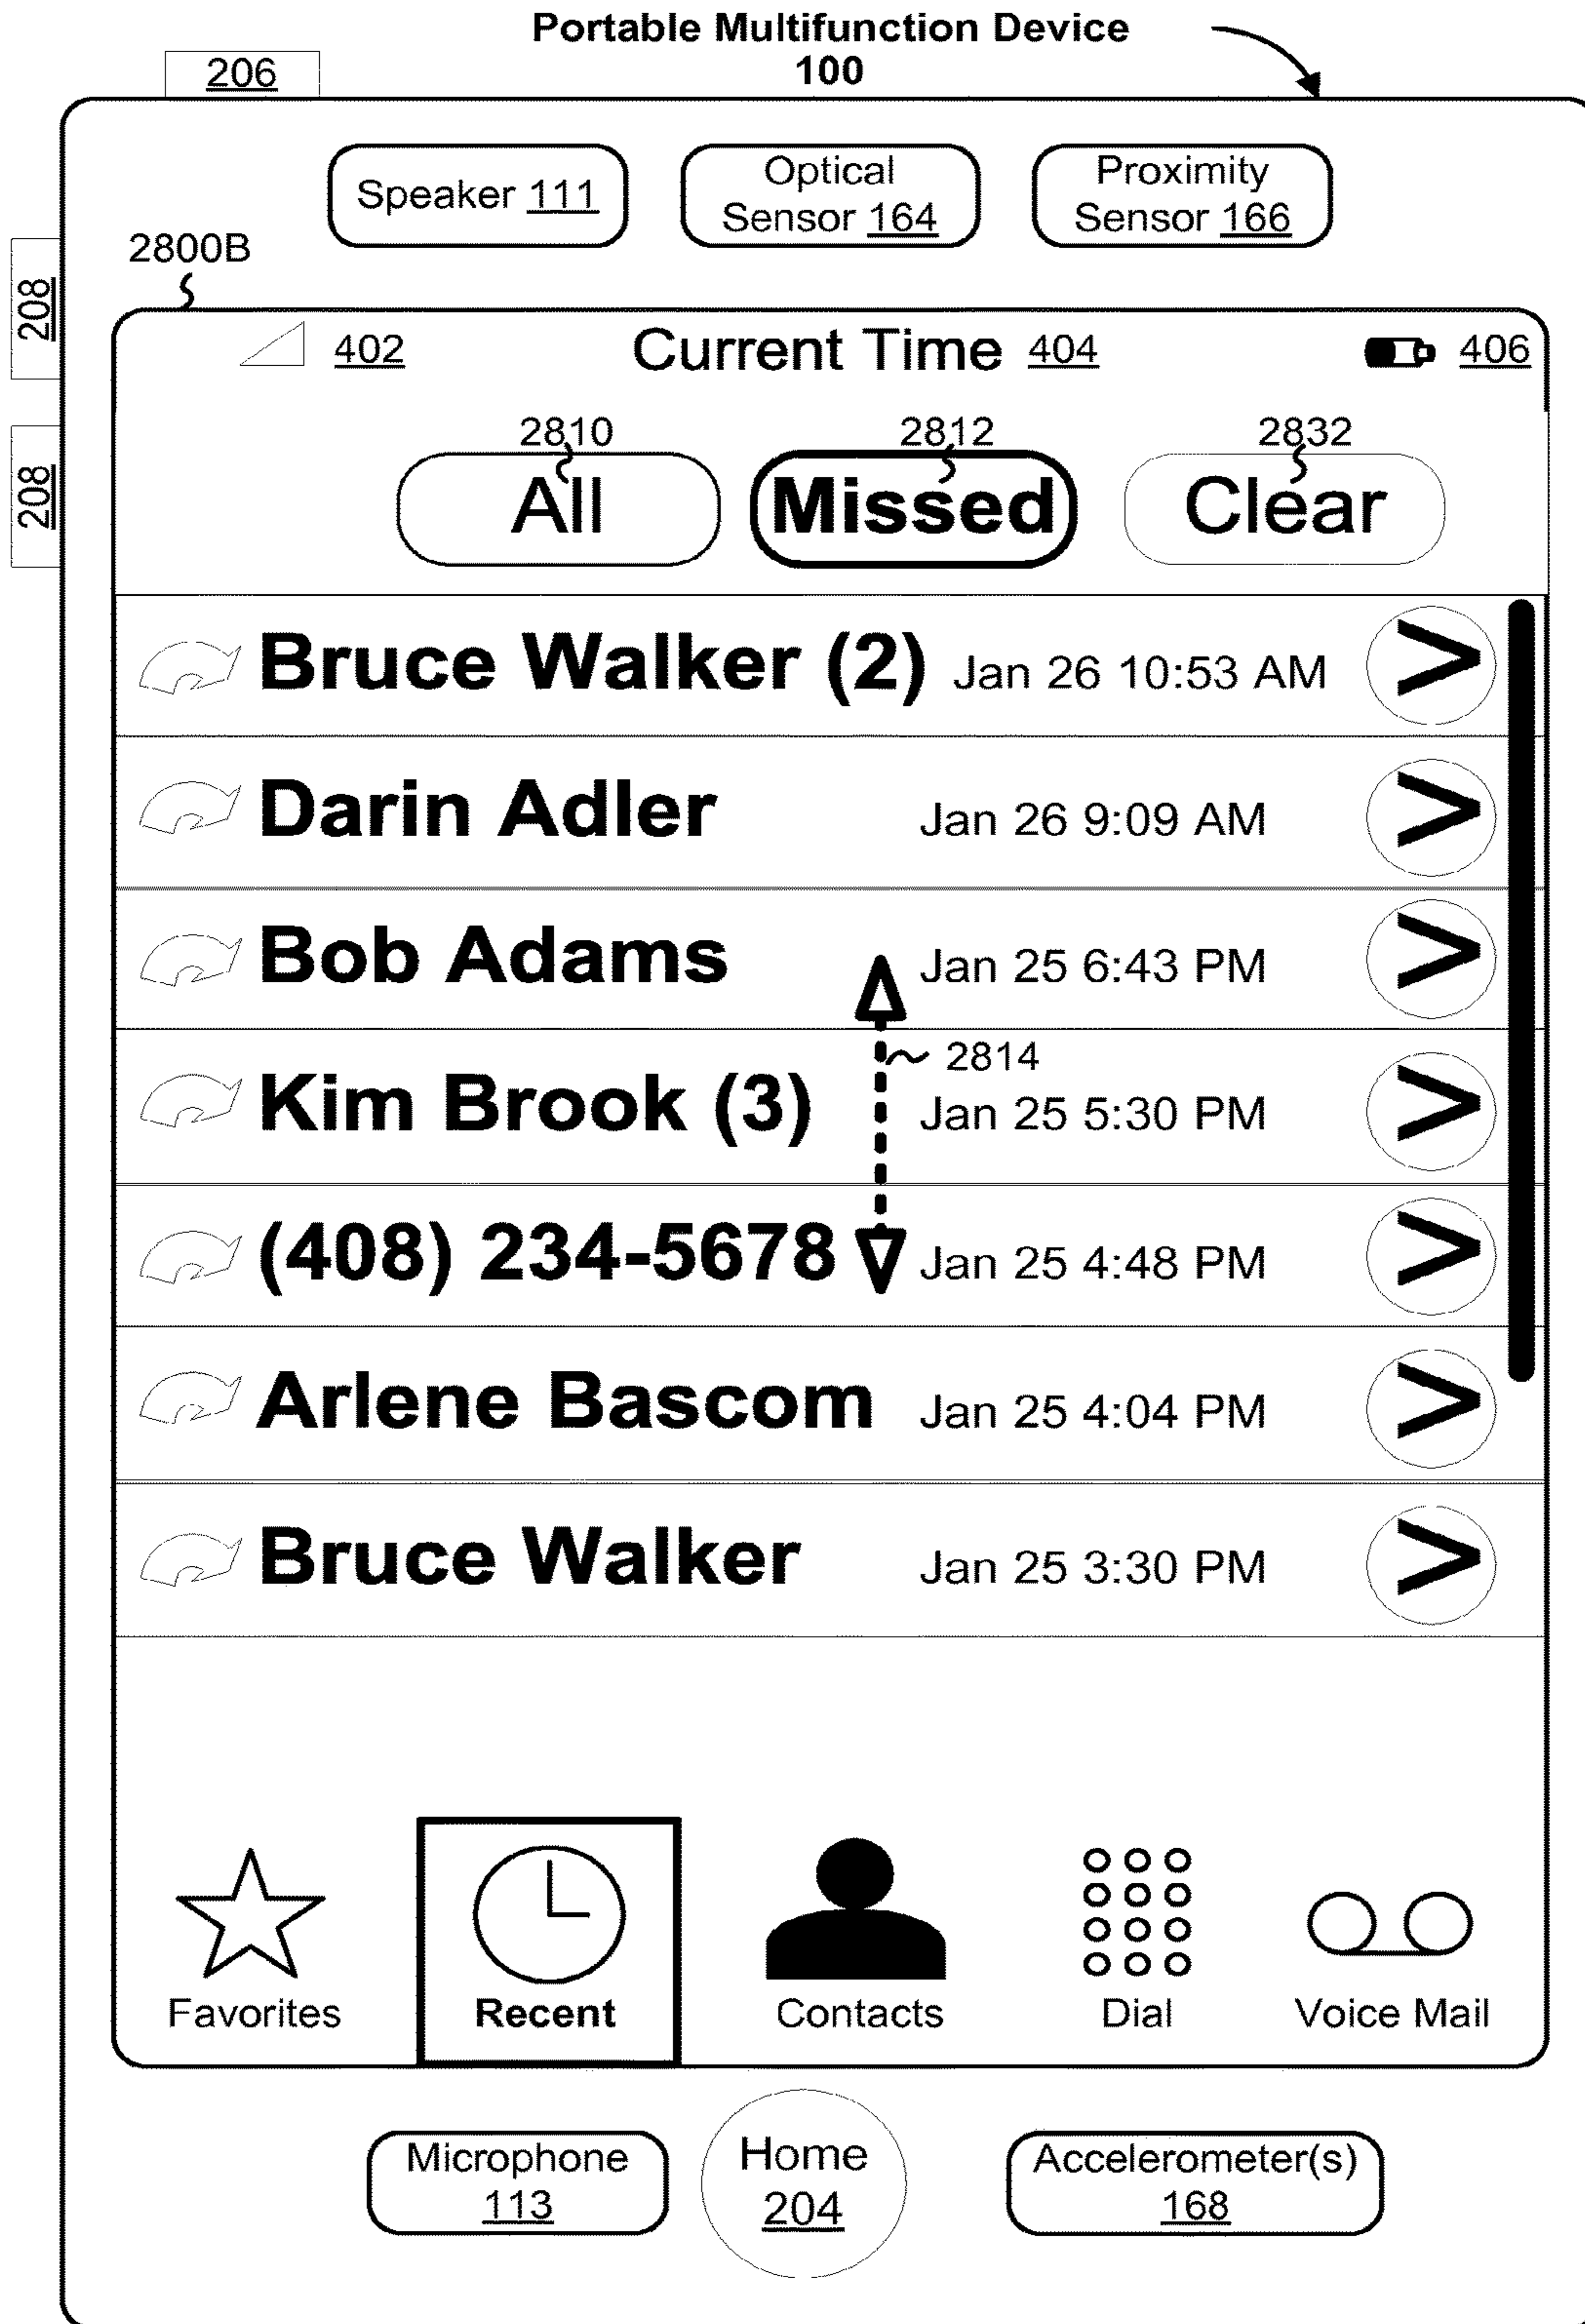 Portable Multifunction Device
100
206
Speaker 111
Optical
Sensor 164
Proximity
Sensor 166
2800B
208
208
402
Current Time 404
406
2810
2812
2832
All
Missed
Clear
Bruce Walker (2) Jan 26 10:53 AM >
Darin Adler Jan 26 9:09 AM >
Bob Adams Jan 25 6:43 PM >
2814
Kim Brook (3) Jan 25 5:30 PM >
(408) 234-5678 Jan 25 4:48 PM >
Arlene Bascom Jan 25 4:04 PM >
Bruce Walker Jan 25 3:30 PM >
Favorites
Recent
Contacts
Dial
Voice Mail
Microphone
113
Home
204
Accelerometer(s)
168